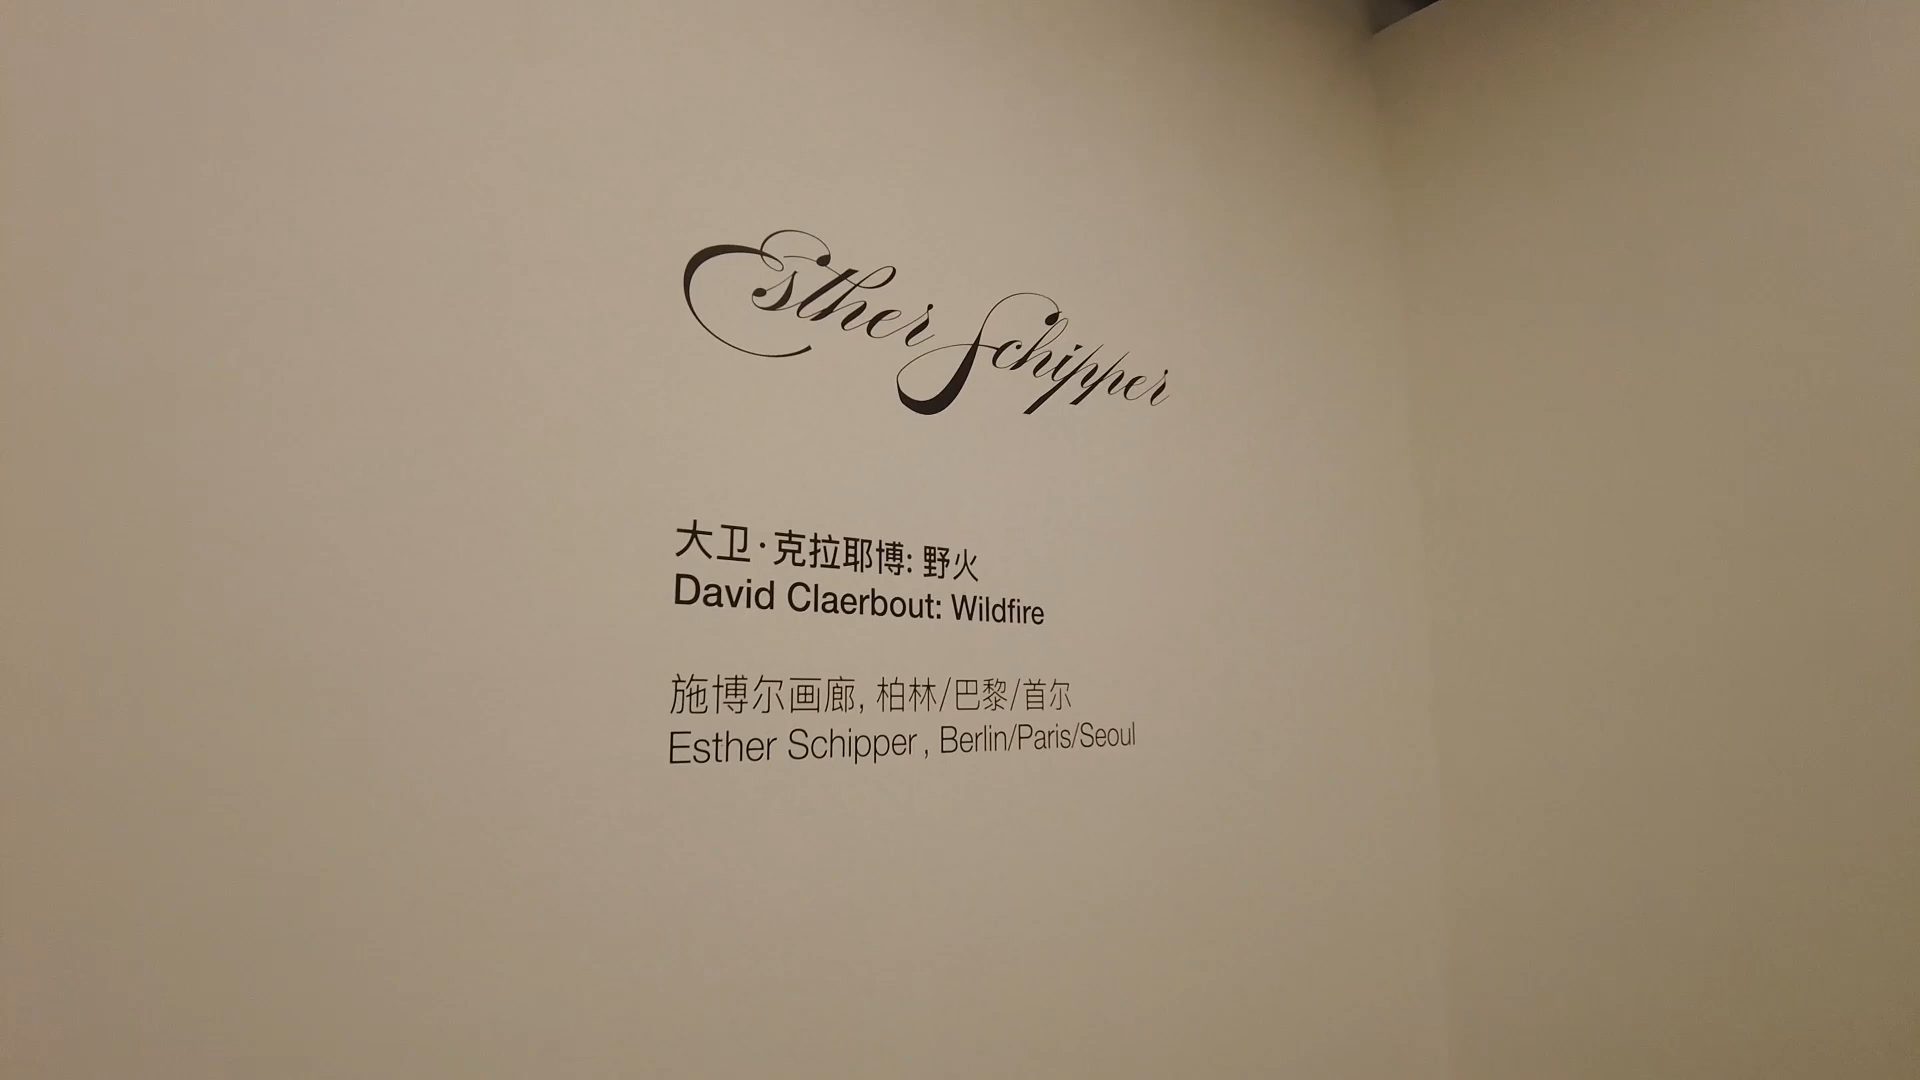 Esther Schipper
大卫·克拉耶博: 野火
David Claerbout: Wildfire
施博尔画廊, 柏林/巴黎/首尔
Esther Schipper , Berlin/Paris/Seoul